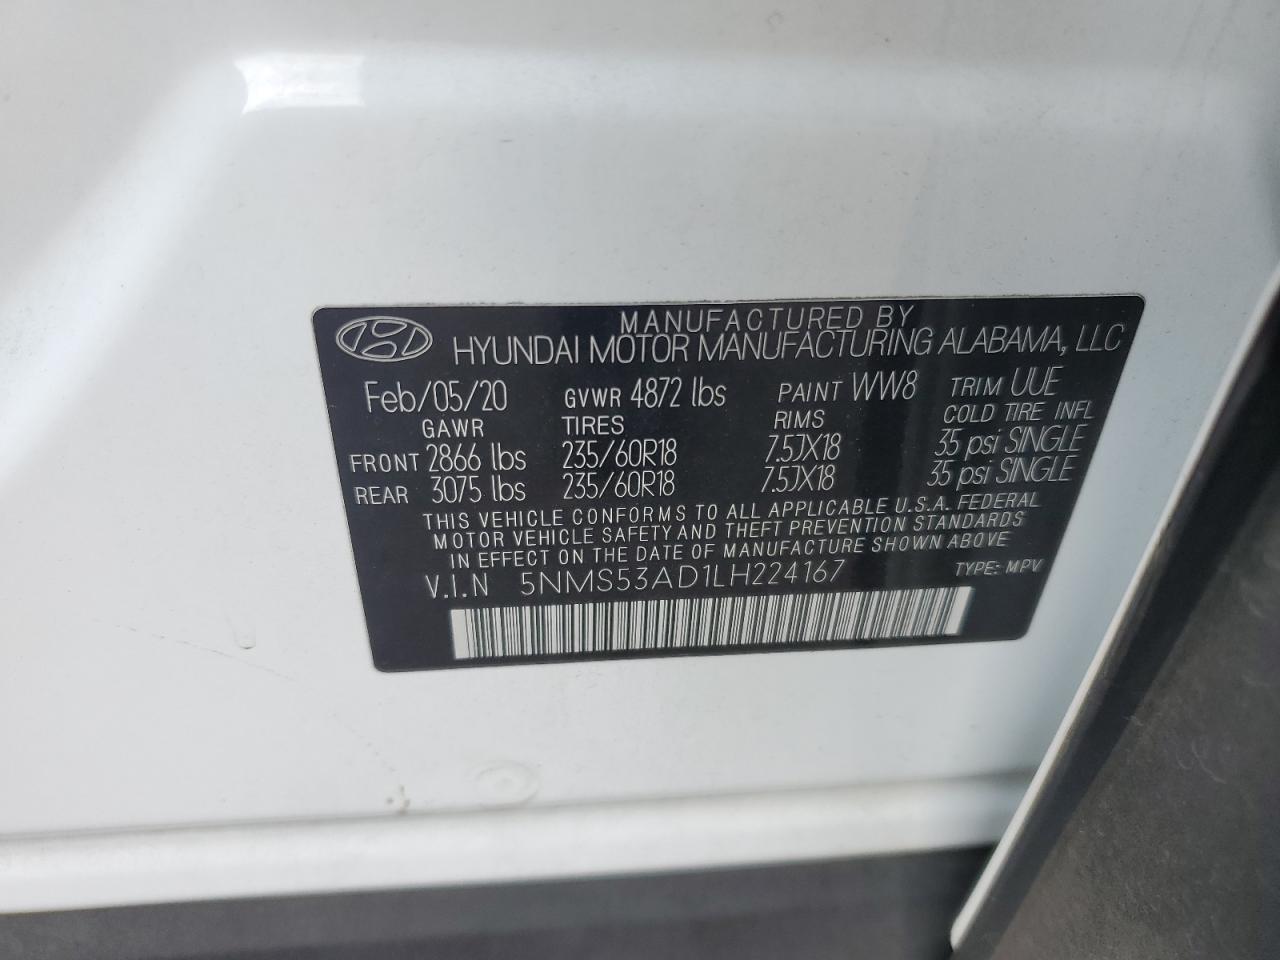 MANUFACTURED BY
HYUNDAI MOTOR MANUFACTURING ALABAMA, LLC
Feb/05/20 GVWR 4872 lbs PAINT WW8 TRIM UUE
GAWR TIRES RIMS COLD TIRE INFL
FRONT 2866 lbs 235/60R18 7.5JX18 35 psi SINGLE
REAR 3075 lbs 235/60R18 7.5JX18 35 psi SINGLE
THIS VEHICLE CONFORMS TO ALL APPLICABLE U.S.A. FEDERAL
MOTOR VEHICLE SAFETY AND THEFT PREVENTION STANDARDS
IN EFFECT ON THE DATE OF MANUFACTURE SHOWN ABOVE
V.I.N 5NMS53AD1LH224167 TYPE: MPV